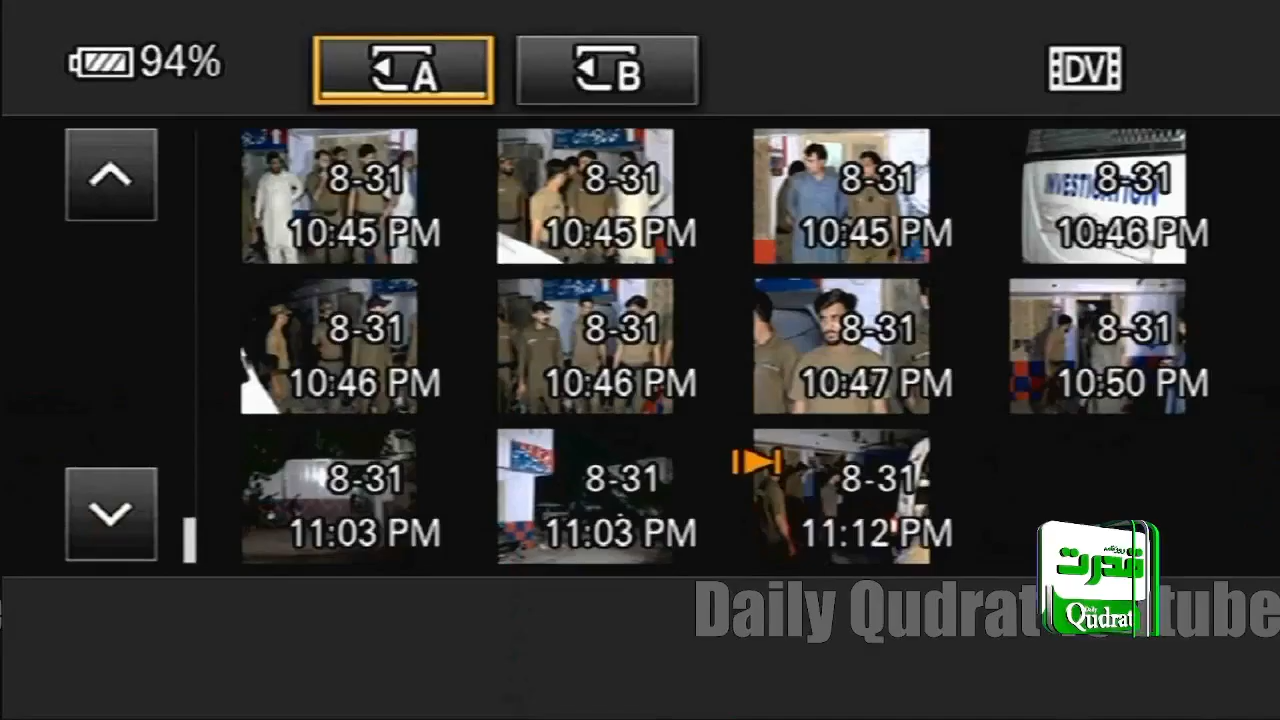 94%
A
B
DV
8-31
10:45 PM
8-31
10:45 PM
8-31
10:45 PM
INVESTIGATION
8-31
10:46 PM
8-31
10:46 PM
8-31
10:46 PM
8-31
10:47 PM
8-31
10:50 PM
8-31
11:03 PM
8-31
11:03 PM
8-31
11:12 PM
قدرت
Daily
Qudrat
Daily Qudrat
tube